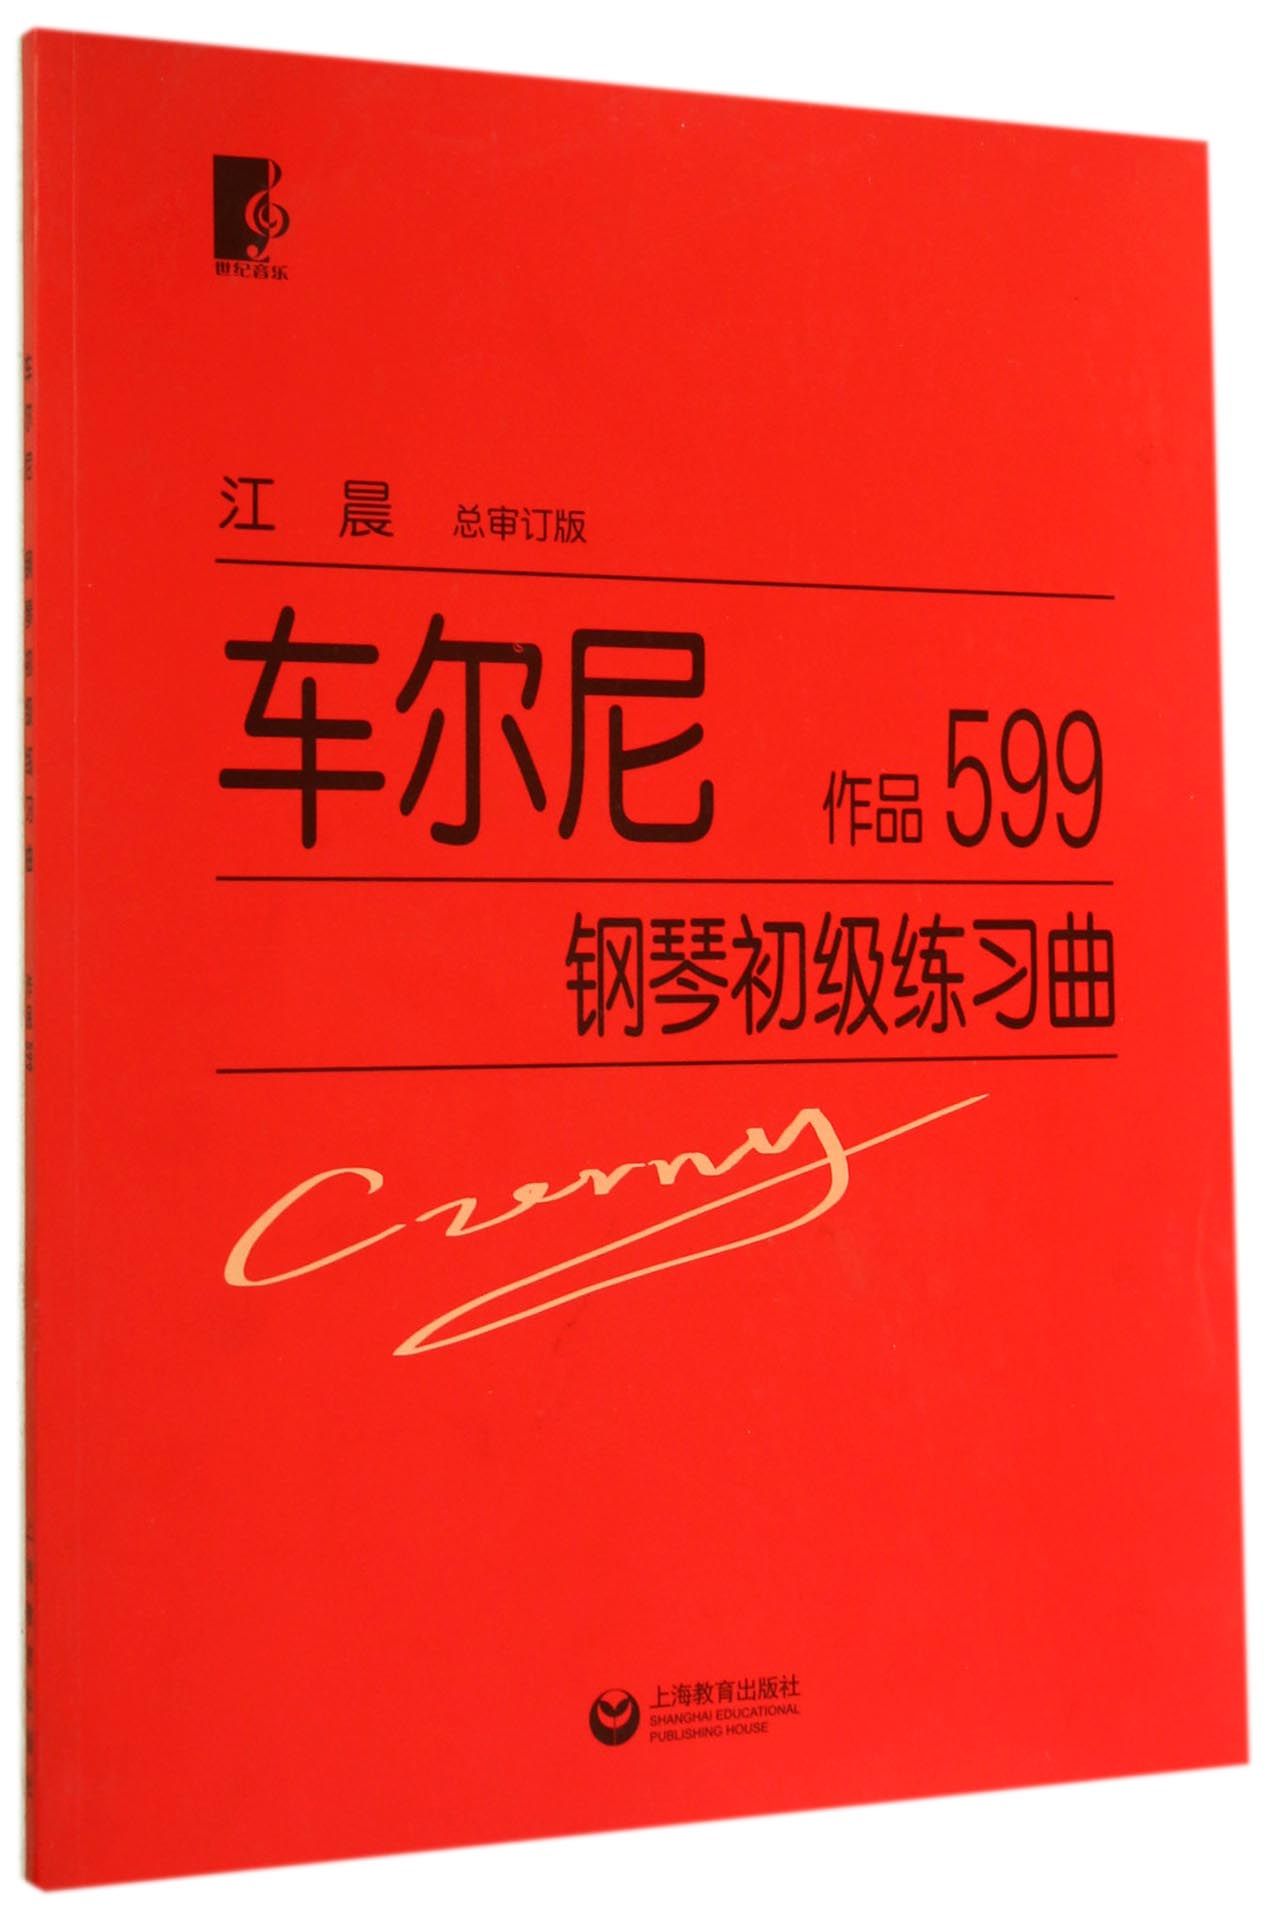 世纪音乐
江晨 总审订版
车尔尼 作品599
钢琴初级练习曲
Czerny
上海教育出版社
SHANGHAI EDUCATIONAL
PUBLISHING HOUSE